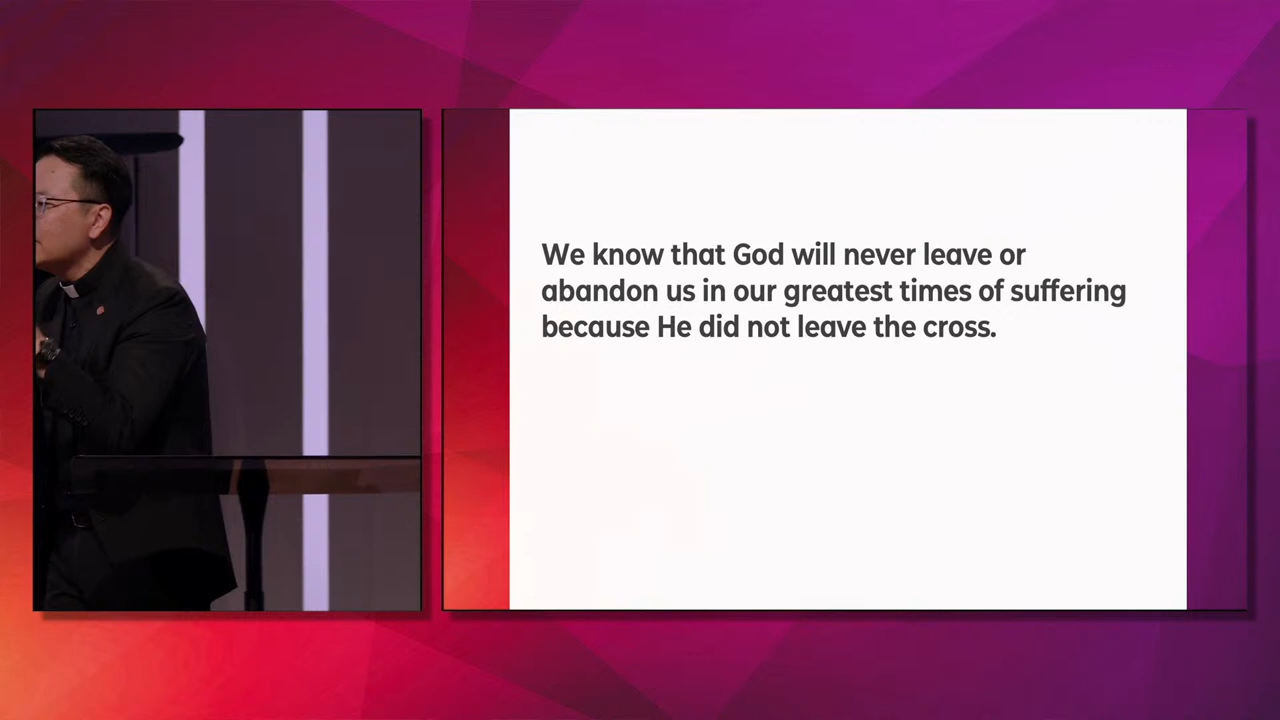 We know that God will never leave or
abandon us in our greatest times of suffering
because He did not leave the cross.